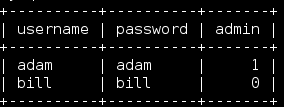 +----------+----------+-------+
| username | password | admin |
+----------+----------+-------+
| adam     | adam     |     1 |
| bill     | bill     |     0 |
+----------+----------+-------+